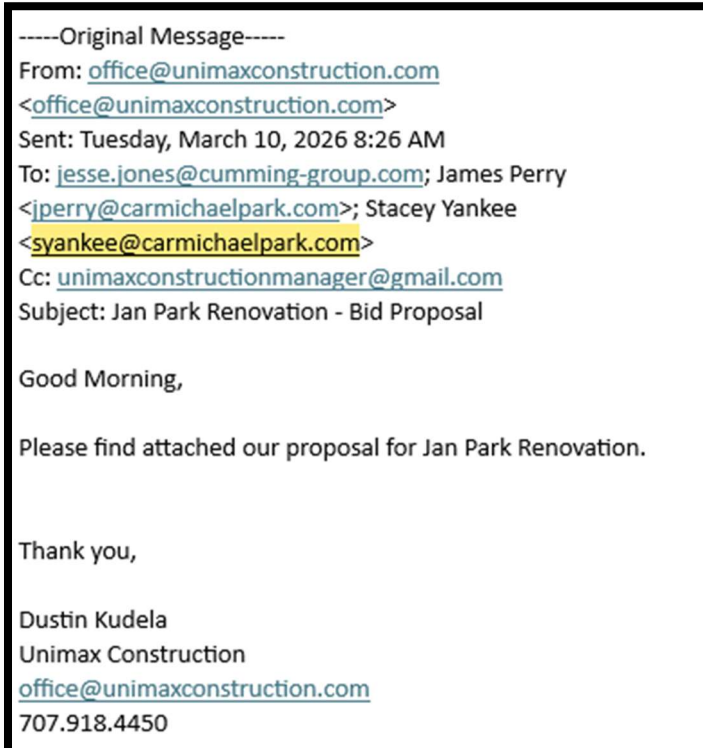 -----Original Message-----
From: office@unimaxconstruction.com
<office@unimaxconstruction.com>
Sent: Tuesday, March 10, 2026 8:26 AM
To: jesse.jones@cumming-group.com; James Perry
<jperry@carmichaelpark.com>; Stacey Yankee
<syankee@carmichaelpark.com>
Cc: unimaxconstructionmanager@gmail.com
Subject: Jan Park Renovation - Bid Proposal
Good Morning,
Please find attached our proposal for Jan Park Renovation.
Thank you,
Dustin Kudela
Unimax Construction
office@unimaxconstruction.com
707.918.4450